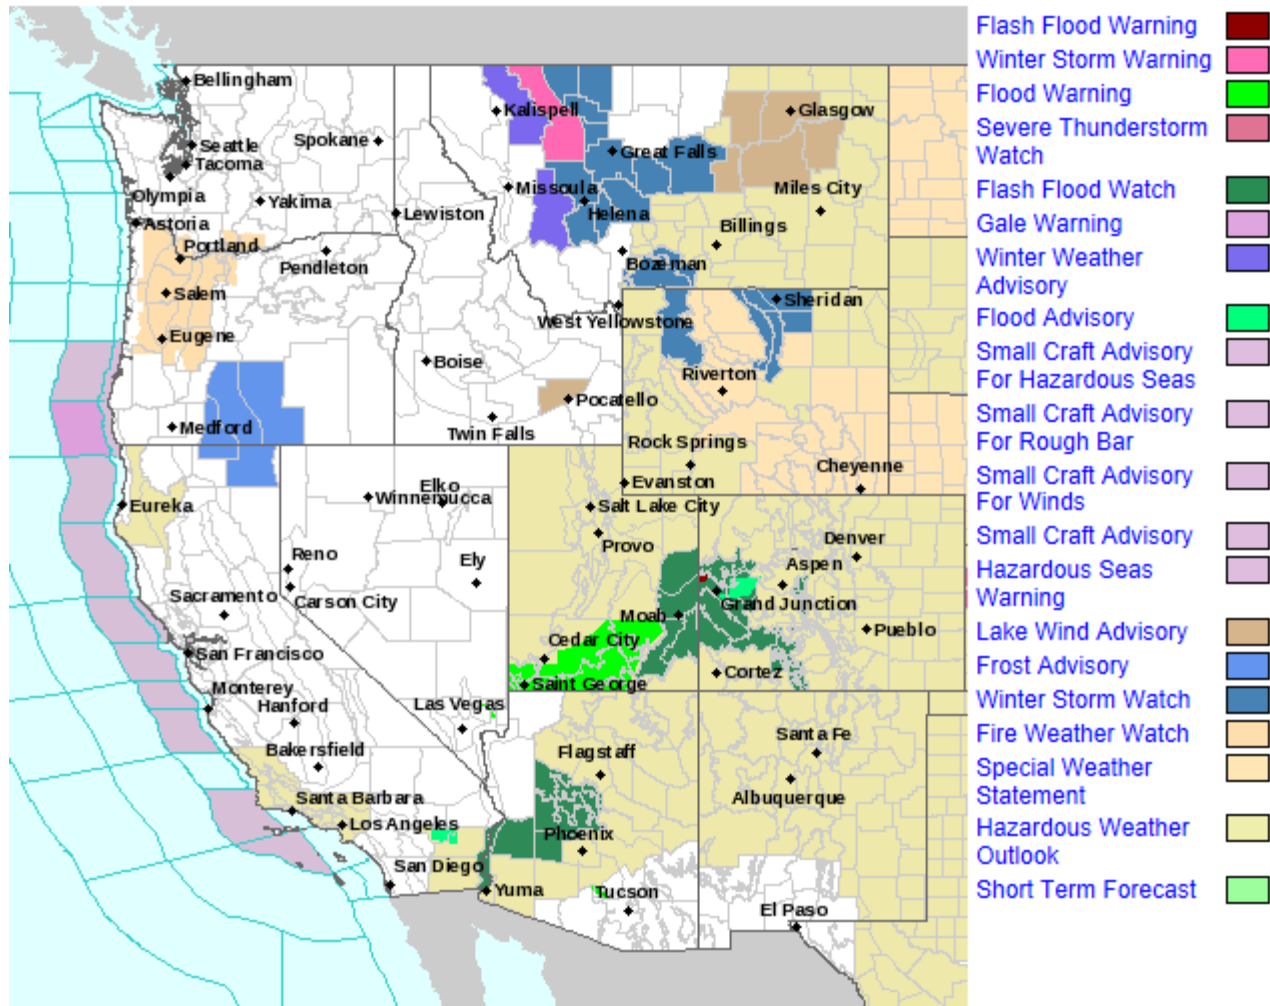 Bellingham
Seattle
Tacoma
Olympia
Spokane
Yakima
Astoria
Lewiston
Portland
Pendleton
Salem
Eugene
Medford
Kalispell
Great Falls
Missoula
Helena
Glasgow
Miles City
Billings
Bozeman
West Yellowstone
Sheridan
Boise
Pocatello
Twin Falls
Riverton
Rock Springs
Evanston
Cheyenne
Eureka
Elko
Winnemucca
Reno
Ely
Carson City
Sacramento
San Francisco
Monterey
Hanford
Las Vegas
Bakersfield
Salt Lake City
Provo
Denver
Aspen
Grand Junction
Moab
Pueblo
Cedar City
Saint George
Cortez
Santa Barbara
Los Angeles
San Diego
Flagstaff
Phoenix
Yuma
Tucson
Santa Fe
Albuquerque
El Paso
Flash Flood Warning
Winter Storm Warning
Flood Warning
Severe Thunderstorm
Watch
Flash Flood Watch
Gale Warning
Winter Weather
Advisory
Flood Advisory
Small Craft Advisory
For Hazardous Seas
Small Craft Advisory
For Rough Bar
Small Craft Advisory
For Winds
Small Craft Advisory
Hazardous Seas
Warning
Lake Wind Advisory
Frost Advisory
Winter Storm Watch
Fire Weather Watch
Special Weather
Statement
Hazardous Weather
Outlook
Short Term Forecast